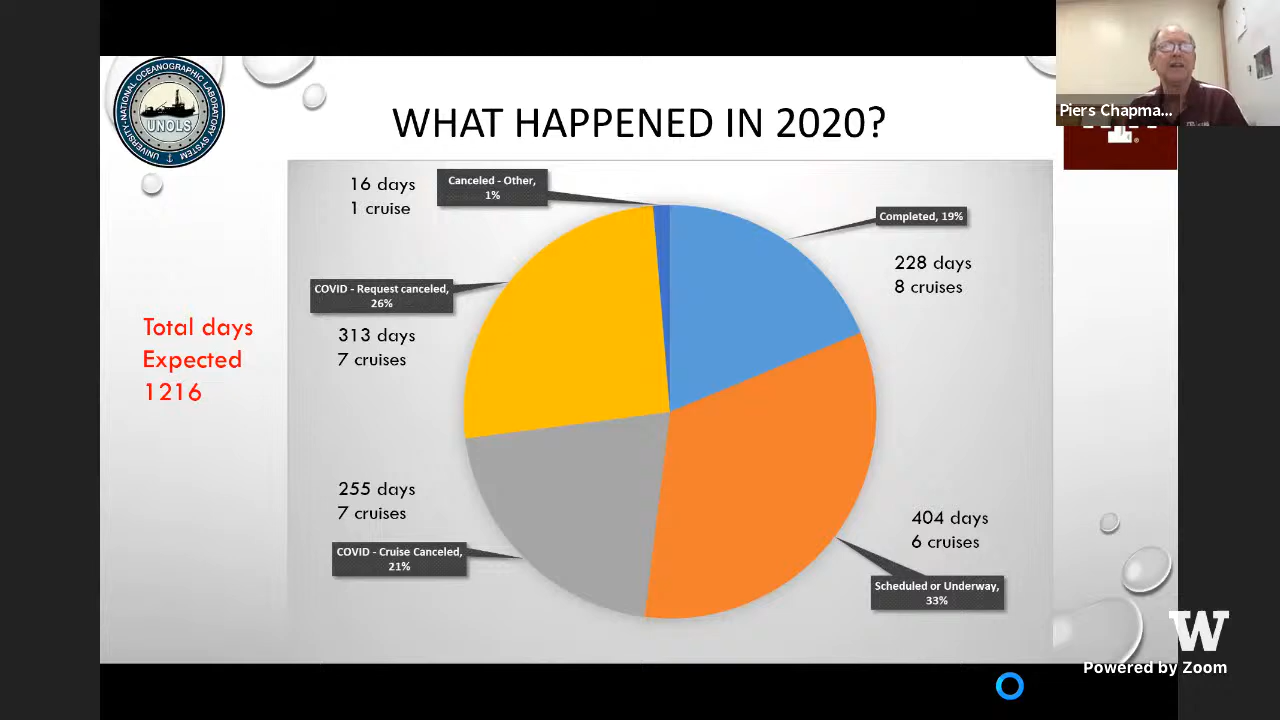 UNIVERSITY-NATIONAL OCEANOGRAPHIC LABORATORY SYSTEM
UNOLS
WHAT HAPPENED IN 2020?
Piers Chapma...
16 days
1 cruise
Canceled - Other,
1%
Completed, 19%
228 days
8 cruises
COVID - Request canceled,
26%
313 days
7 cruises
Total days
Expected
1216
255 days
7 cruises
COVID - Cruise Canceled,
21%
404 days
6 cruises
Scheduled or Underway,
33%
W
Powered by Zoom